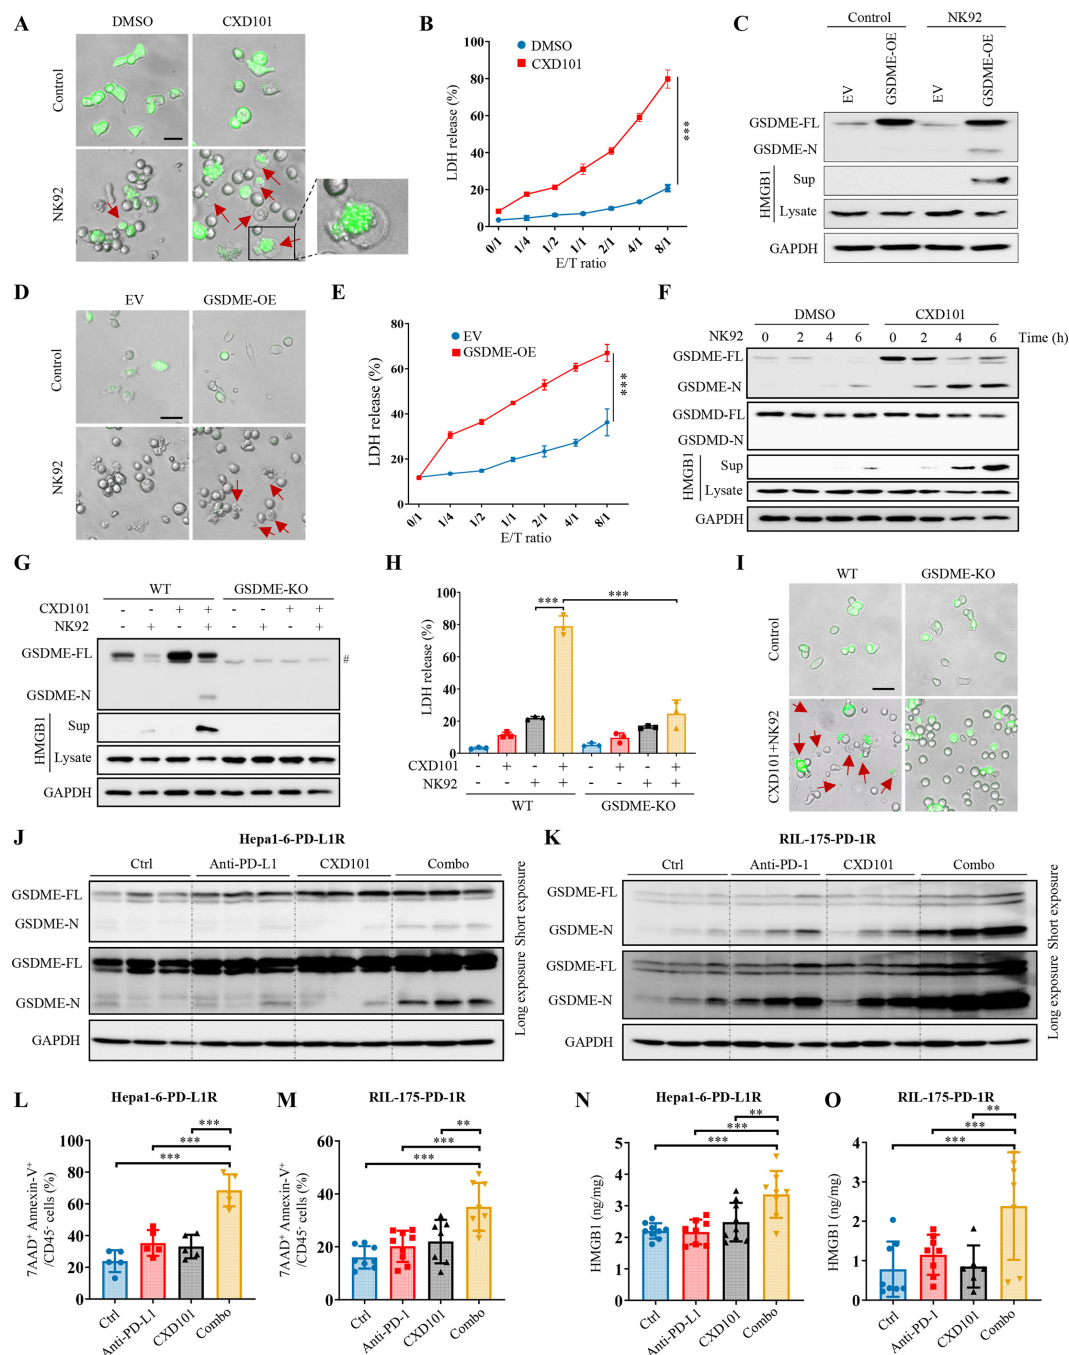 A
DMSO
CXD101
Control
NK92
B
DMSO
CXD101
LDH release (%)
100
80
60
40
20
0
***
0/1 1/4 1/2 1/1 2/1 4/1 8/1
E/T ratio
C
Control
NK92
EV
GSDME-OE
EV
GSDME-OE
GSDME-FL
GSDME-N
HMGB1
Sup
Lysate
GAPDH
D
EV
GSDME-OE
Control
NK92
E
EV
GSDME-OE
LDH release (%)
80
60
40
20
0
***
0/1 1/4 1/2 1/1 2/1 4/1 8/1
E/T ratio
F
DMSO
CXD101
NK92 0 2 4 6 0 2 4 6 Time (h)
GSDME-FL
GSDME-N
GSDMD-FL
GSDMD-N
HMGB1
Sup
Lysate
GAPDH
G
WT
GSDME-KO
CXD101 - - + + - - + +
NK92 - + - + - + - +
GSDME-FL
#
GSDME-N
HMGB1
Sup
Lysate
GAPDH
H
LDH release (%)
100
80
60
40
20
0
***
***
CXD101 - + - + - + - +
NK92 - - + + - - + +
WT
GSDME-KO
I
WT
GSDME-KO
Control
CXD101+NK92
J
Hepa1-6-PD-L1R
Ctrl
Anti-PD-L1
CXD101
Combo
GSDME-FL
GSDME-N
Short exposure
GSDME-FL
GSDME-N
Long exposure
GAPDH
K
RIL-175-PD-1R
Ctrl
Anti-PD-1
CXD101
Combo
GSDME-FL
GSDME-N
Short exposure
GSDME-FL
GSDME-N
Long exposure
GAPDH
L
Hepa1-6-PD-L1R
7AAD⁺ Annexin-V⁺
/CD45⁻ cells (%)
100
80
60
40
20
0
***
***
***
Ctrl
Anti-PD-L1
CXD101
Combo
M
RIL-175-PD-1R
7AAD⁺ Annexin-V⁺
/CD45⁻ cells (%)
60
40
20
0
**
***
***
Ctrl
Anti-PD-1
CXD101
Combo
N
Hepa1-6-PD-L1R
HMGB1 (ng/mg)
5
4
3
2
1
0
**
***
***
Ctrl
Anti-PD-L1
CXD101
Combo
O
RIL-175-PD-1R
HMGB1 (ng/mg)
4
3
2
1
0
**
***
***
Ctrl
Anti-PD-1
CXD101
Combo